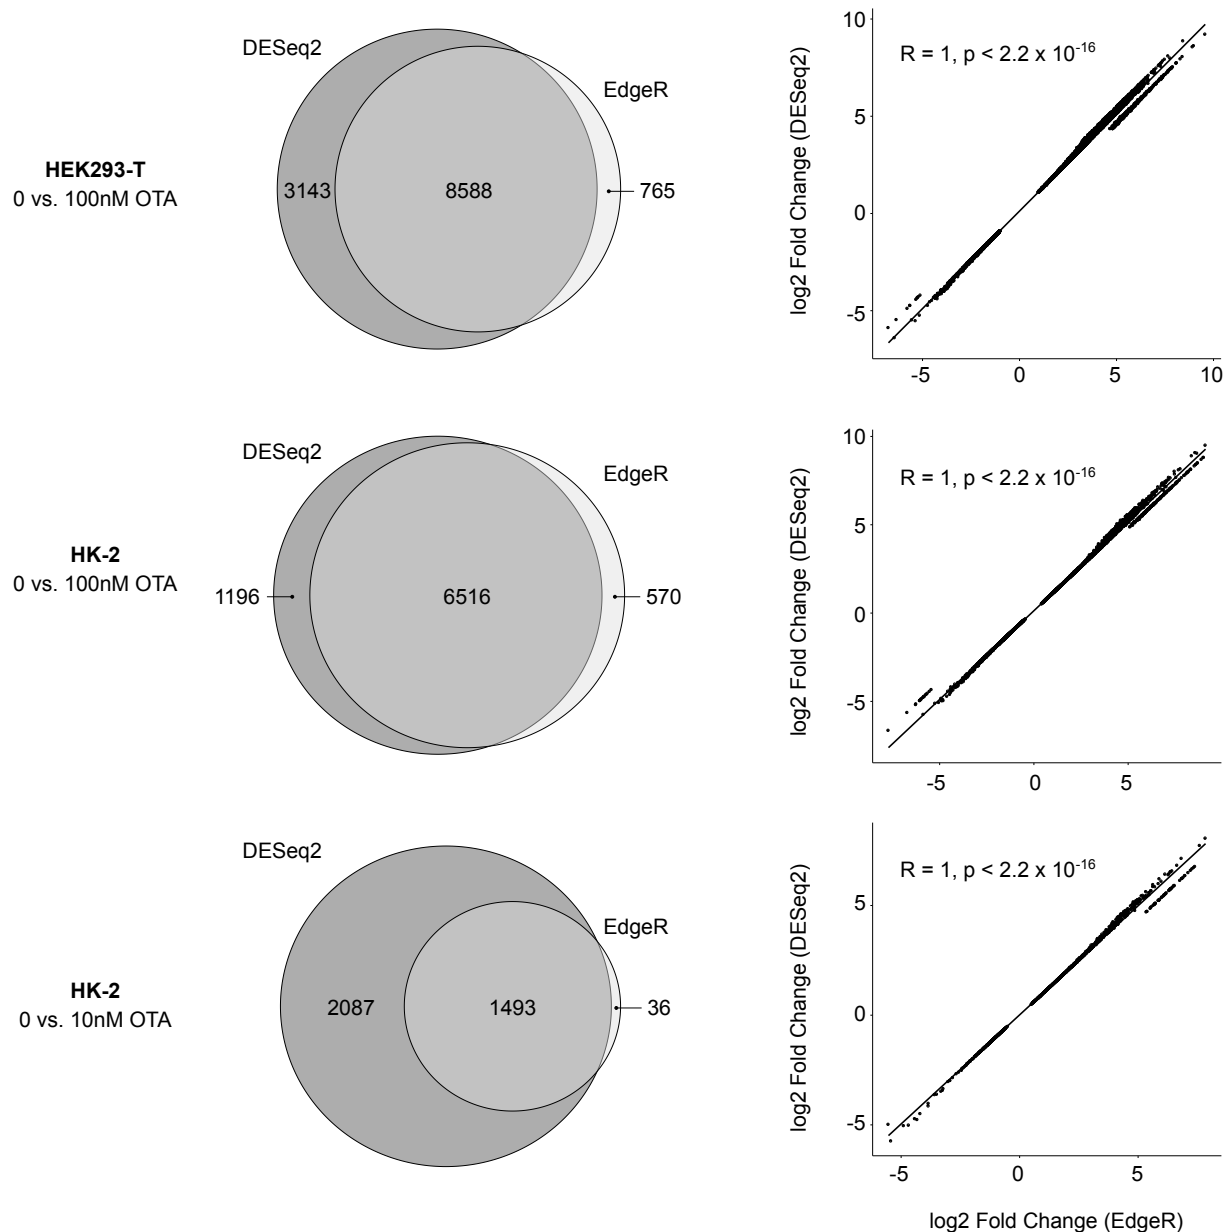 DESeq2
EdgeR
HEK293-T
0 vs. 100nM OTA
3143
8588
765
log2 Fold Change (DESeq2)
R = 1, p < 2.2 x 10-16
10
5
0
-5
-5
0
5
10
DESeq2
EdgeR
HK-2
0 vs. 100nM OTA
1196
6516
570
log2 Fold Change (DESeq2)
R = 1, p < 2.2 x 10-16
10
5
0
-5
-5
0
5
DESeq2
EdgeR
HK-2
0 vs. 10nM OTA
2087
1493
36
log2 Fold Change (DESeq2)
R = 1, p < 2.2 x 10-16
5
0
-5
-5
0
5
log2 Fold Change (EdgeR)